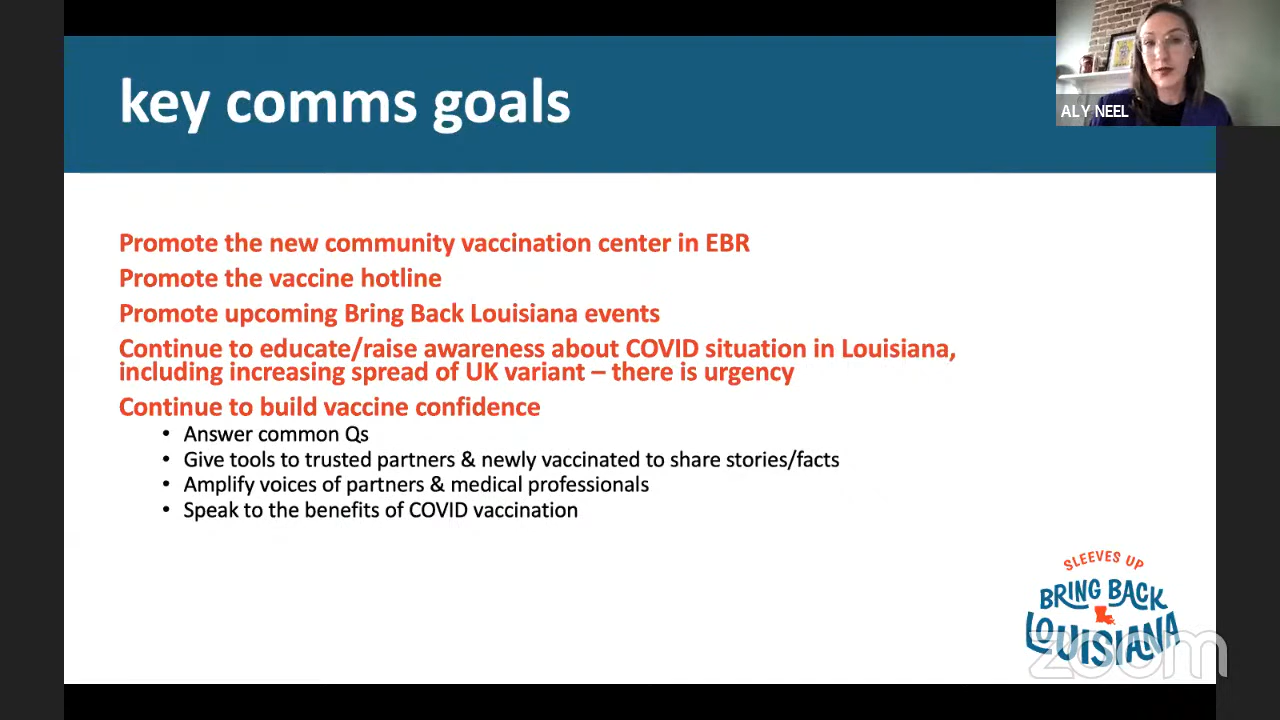 key comms goals
ALY NEEL
Promote the new community vaccination center in EBR
Promote the vaccine hotline
Promote upcoming Bring Back Louisiana events
Continue to educate/raise awareness about COVID situation in Louisiana,
including increasing spread of UK variant – there is urgency
Continue to build vaccine confidence
• Answer common Qs
• Give tools to trusted partners & newly vaccinated to share stories/facts
• Amplify voices of partners & medical professionals
• Speak to the benefits of COVID vaccination
SLEEVES UP
BRING BACK
LOUISIANA
zoom